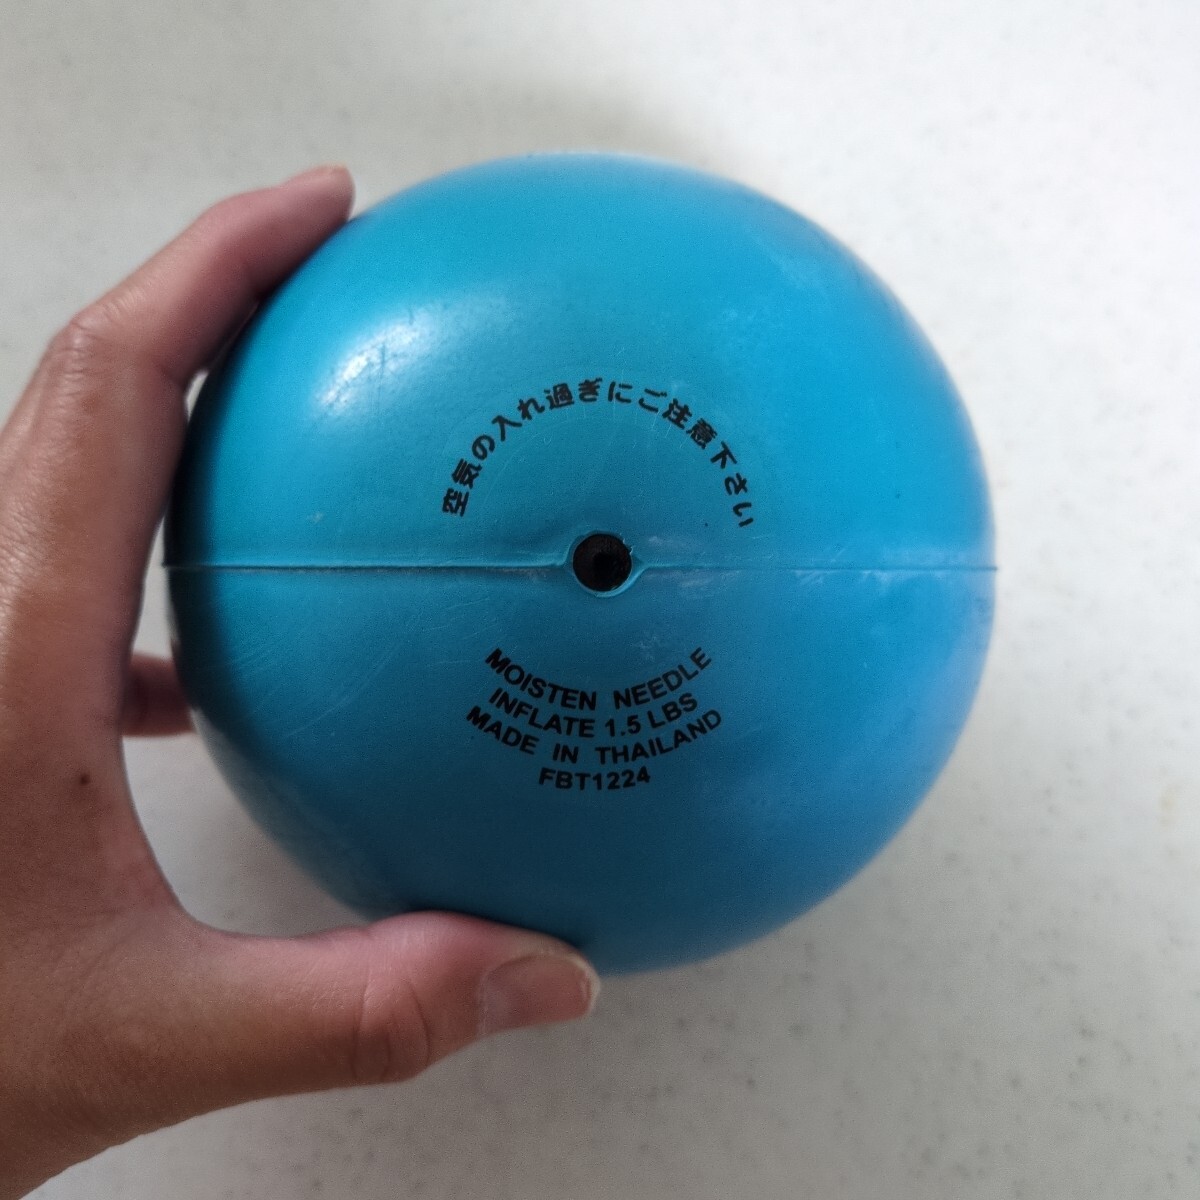 空気の入れ過ぎにご注意下さい
MOISTEN NEEDLE
INFLATE 1.5 LBS
MADE IN THAILAND
FBT1224